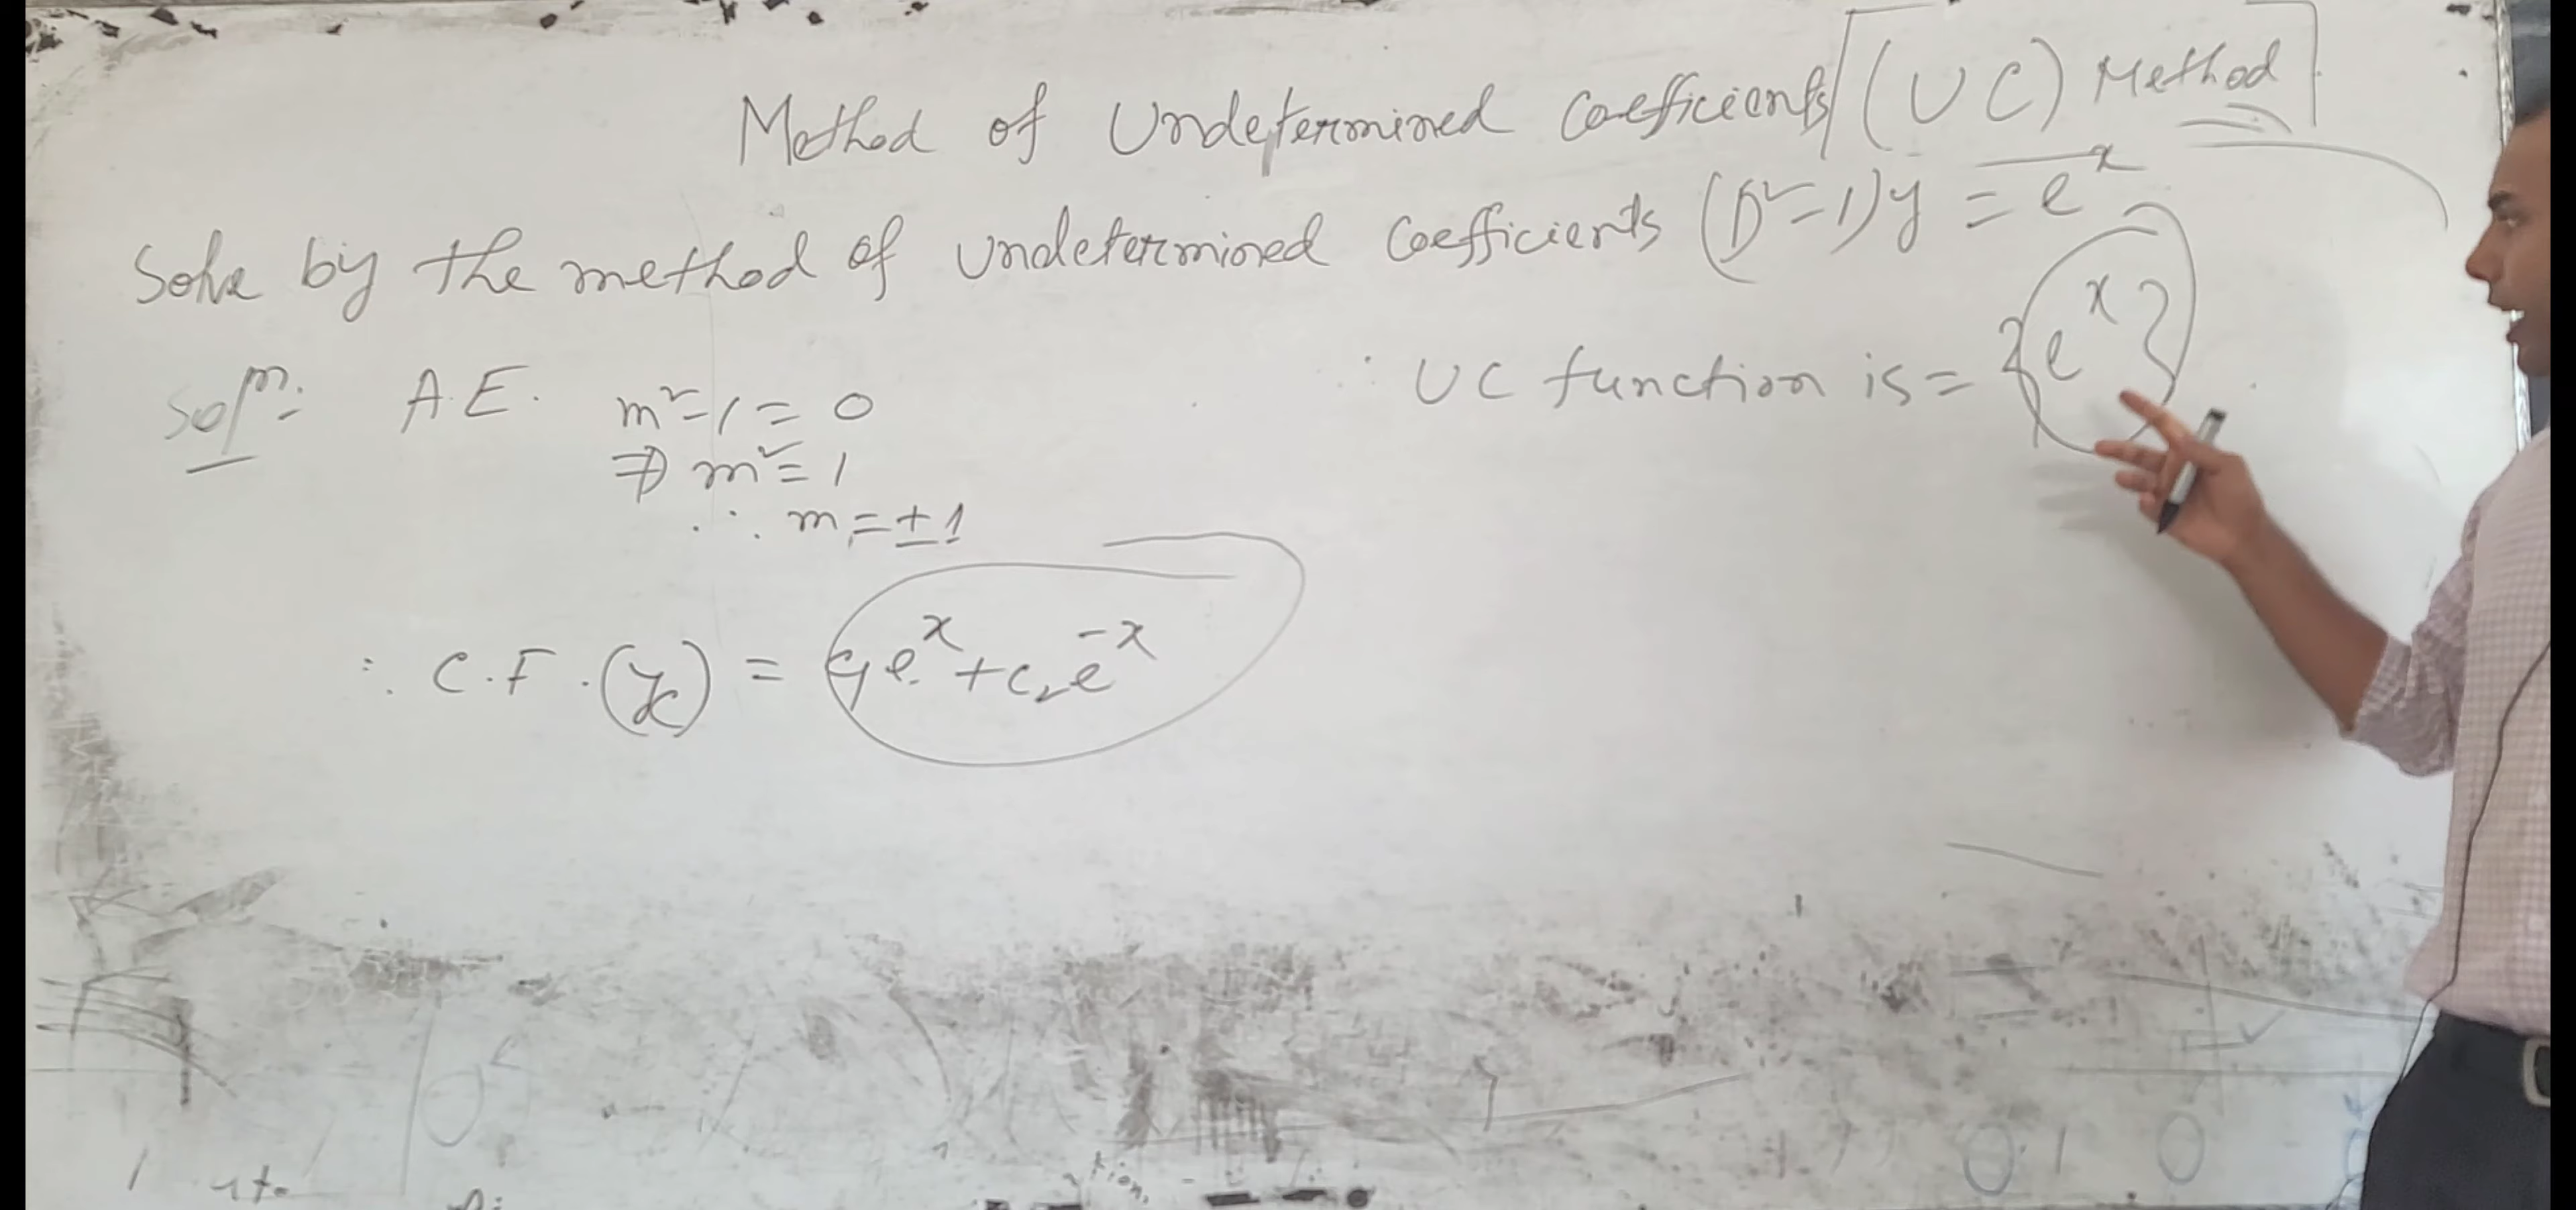 Method of Undetermined Coefficients (UC) Method
Solve by the method of Undetermined Coefficients (D²-1)y = eˣ
Solⁿ: A.E. m²-1 = 0
⇒ m² = 1
∴ m = ±1
∴ UC function is = {eˣ}
∴ C.F. (y_c) = c₁eˣ + c₂e⁻ˣ